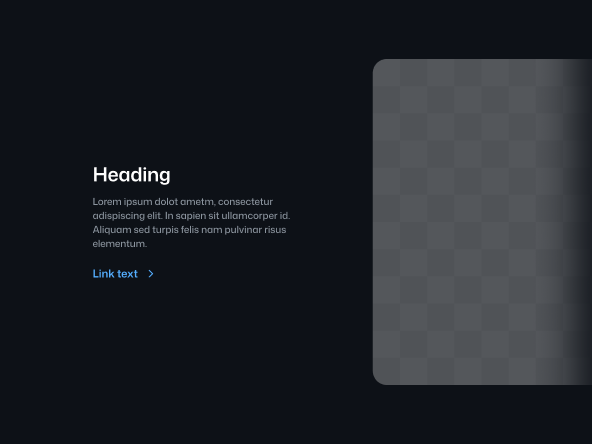 Heading
Lorem ipsum dolot ametm, consectetur
adispiscing elit. In sapien sit ullamcorper id.
Aliquam sed turpis felis nam pulvinar risus
elementum.
Link text